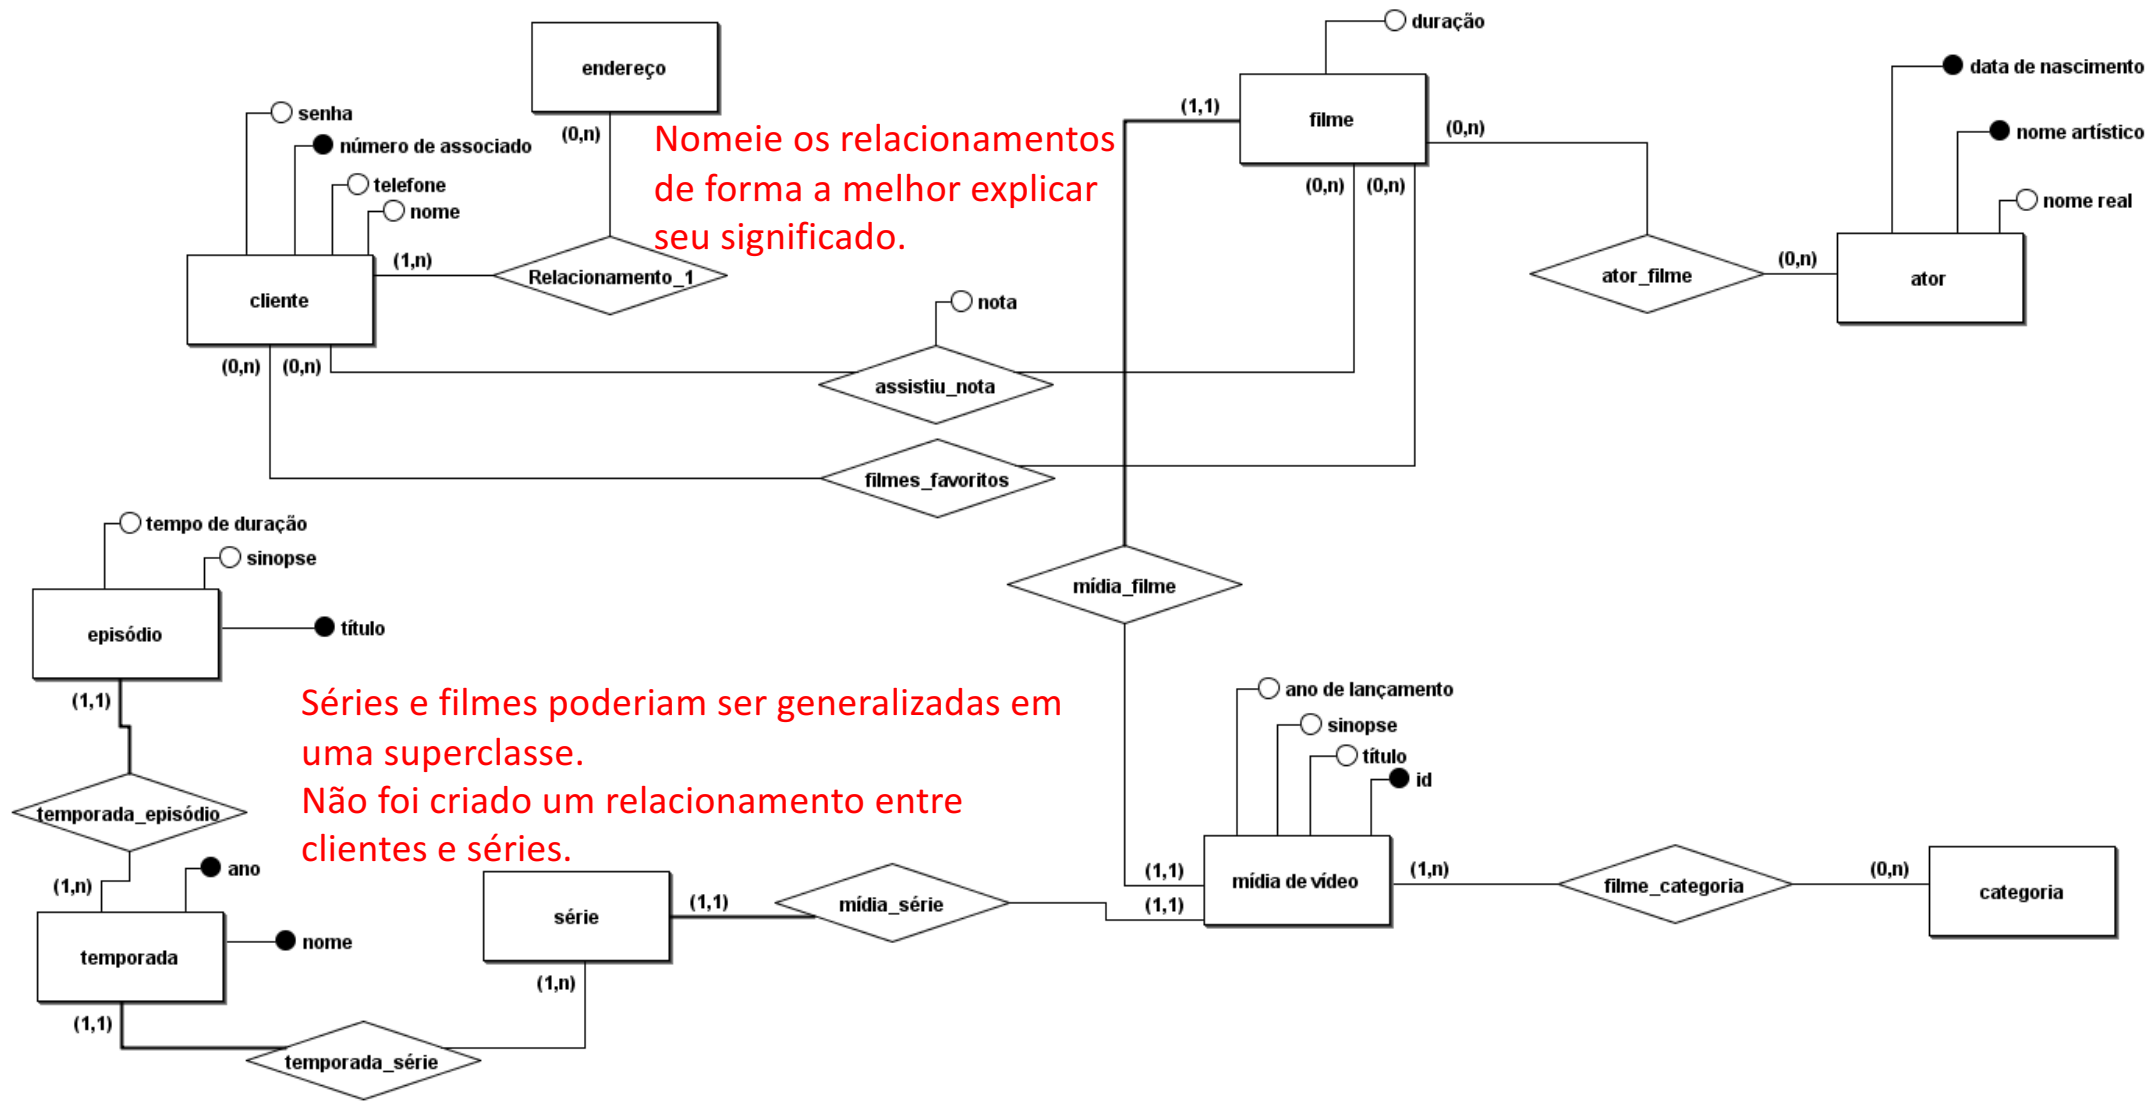 duração
endereço
data de nascimento
senha
(1,1)
filme
(0,n)
(0,n)
nome artístico
número de associado
Nomeie os relacionamentos
de forma a melhor explicar
seu significado.
telefone
(0,n)
(0,n)
nome real
nome
(1,n)
Relacionamento_1
cliente
ator_filme
(0,n)
ator
nota
(0,n)
(0,n)
assistiu_nota
filmes_favoritos
tempo de duração
sinopse
mídia_filme
episódio
título
(1,1)
Séries e filmes poderiam ser generalizadas em
uma superclasse.
Não foi criado um relacionamento entre
clientes e séries.
ano de lançamento
sinopse
título
id
temporada_episódio
ano
(1,n)
nome
temporada
(1,1)
série
(1,1)
mídia_série
(1,1)
(1,1)
mídia de vídeo
(1,n)
filme_categoria
(0,n)
categoria
(1,n)
temporada_série